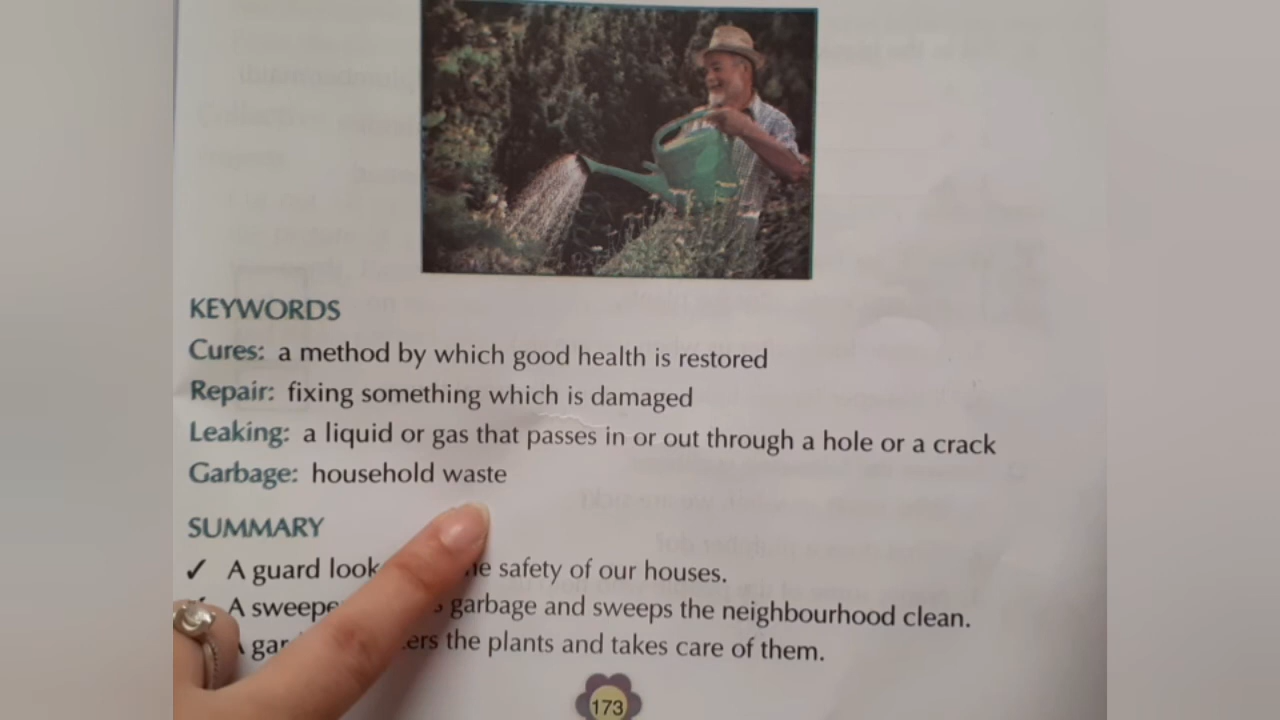 KEYWORDS
Cures: a method by which good health is restored
Repair: fixing something which is damaged
Leaking: a liquid or gas that passes in or out through a hole or a crack
Garbage: household waste
SUMMARY
✓ A guard look safety of our houses.
A garbage and sweeps the neighbourhood clean.
the plants and takes care of them.
173